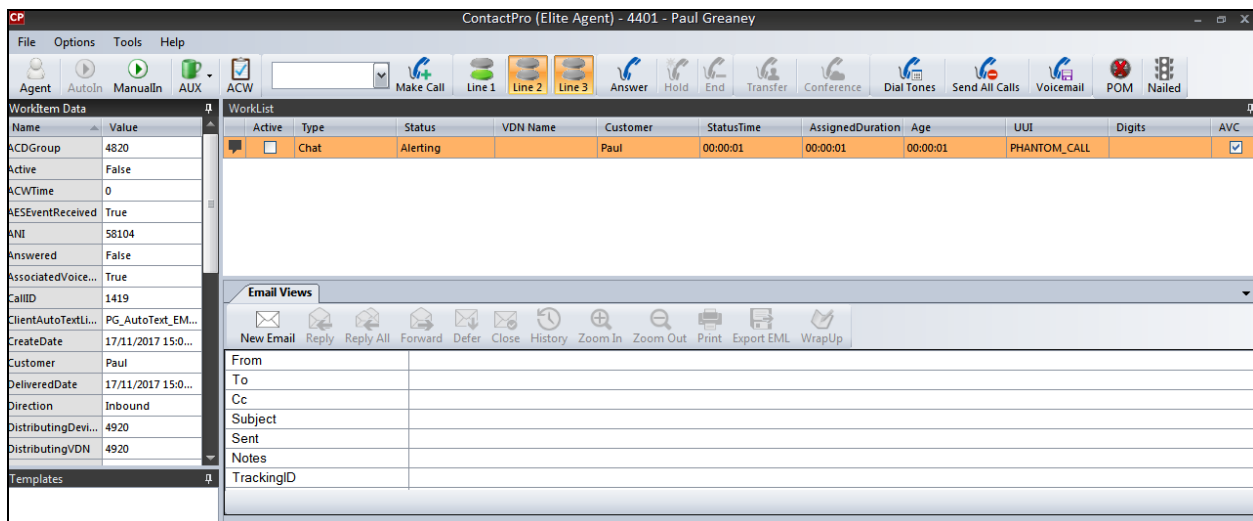 CP ContactPro (Elite Agent) - 4401 - Paul Greaney
File Options Tools Help
Agent AutoIn ManualIn AUX ACW Make Call Line 1 Line 2 Line 3 Answer Hold End Transfer Conference Dial Tones Send All Calls Voicemail POM Nailed
WorkItem Data
Name Value
ACDGroup 4820
Active False
ACWTime 0
AESEventReceived True
ANI 58104
Answered False
AssociatedVoice... True
CallID 1419
ClientAutoTextLi... PG_AutoText_EM...
CreateDate 17/11/2017 15:0...
Customer Paul
DeliveredDate 17/11/2017 15:0...
Direction Inbound
DistributingDevi... 4920
DistributingVDN 4920
Templates
WorkList
Active Type Status VDN Name Customer StatusTime AssignedDuration Age UUI Digits AVC
Chat Alerting Paul 00:00:01 00:00:01 00:00:01 PHANTOM_CALL
Email Views
New Email Reply Reply All Forward Defer Close History Zoom In Zoom Out Print Export EML WrapUp
From
To
Cc
Subject
Sent
Notes
TrackingID